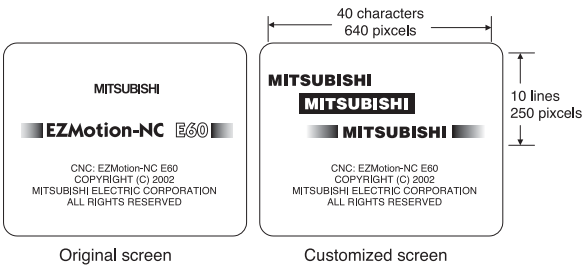 40 characters
640 pixcels
MITSUBISHI
EZMotion-NC E60
CNC: EZMotion-NC E60
COPYRIGHT (C) 2002
MITSUBISHI ELECTRIC CORPORATION
ALL RIGHTS RESERVED
Original screen
MITSUBISHI
MITSUBISHI
MITSUBISHI
CNC: EZMotion-NC E60
COPYRIGHT (C) 2002
MITSUBISHI ELECTRIC CORPORATION
ALL RIGHTS RESERVED
Customized screen
10 lines
250 pixcels